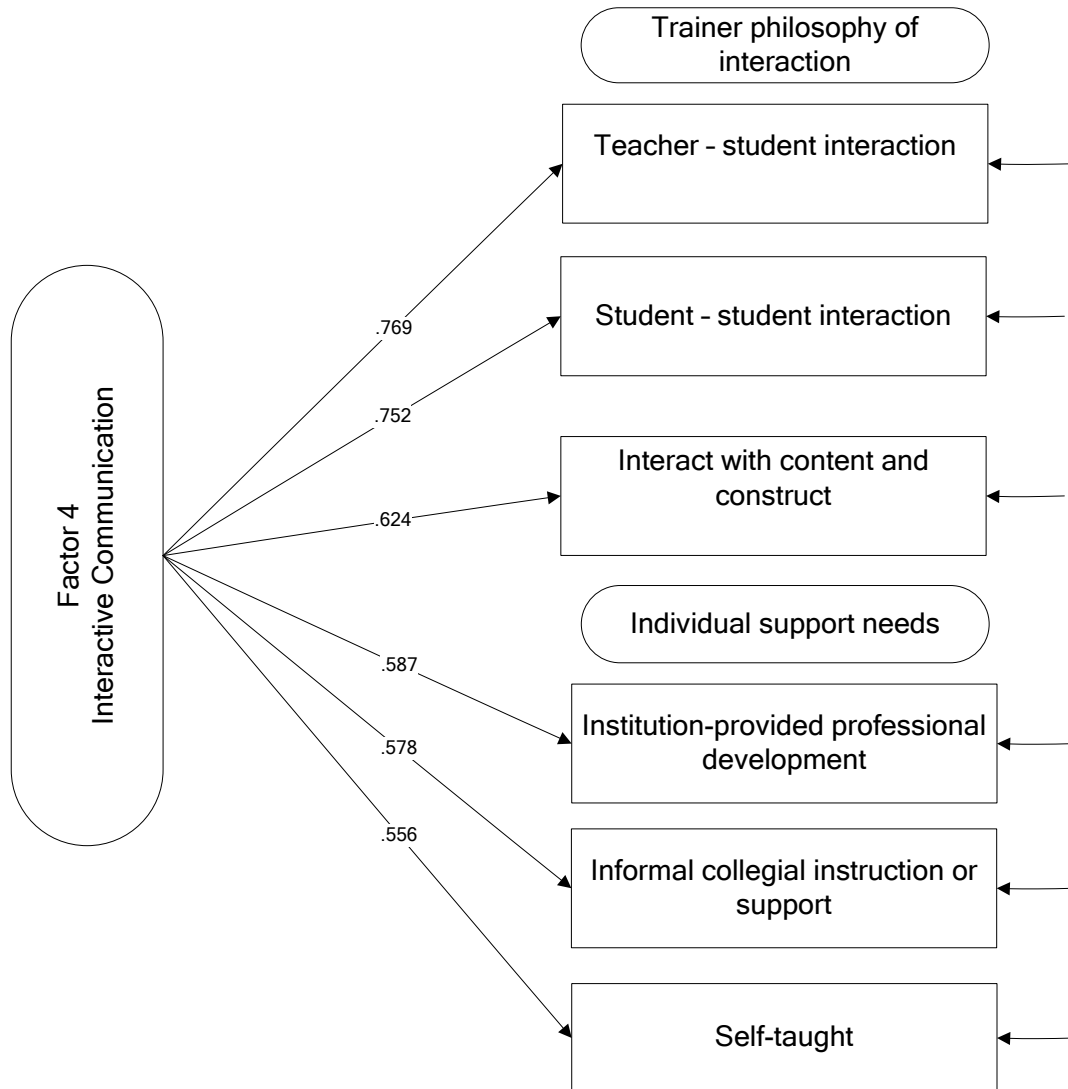 Trainer philosophy of
interaction
Teacher - student interaction
.769
Student - student interaction
.752
Interact with content and
construct
.624
Factor 4
Interactive Communication
Individual support needs
.587
Institution-provided professional
development
.578
Informal collegial instruction or
support
.556
Self-taught